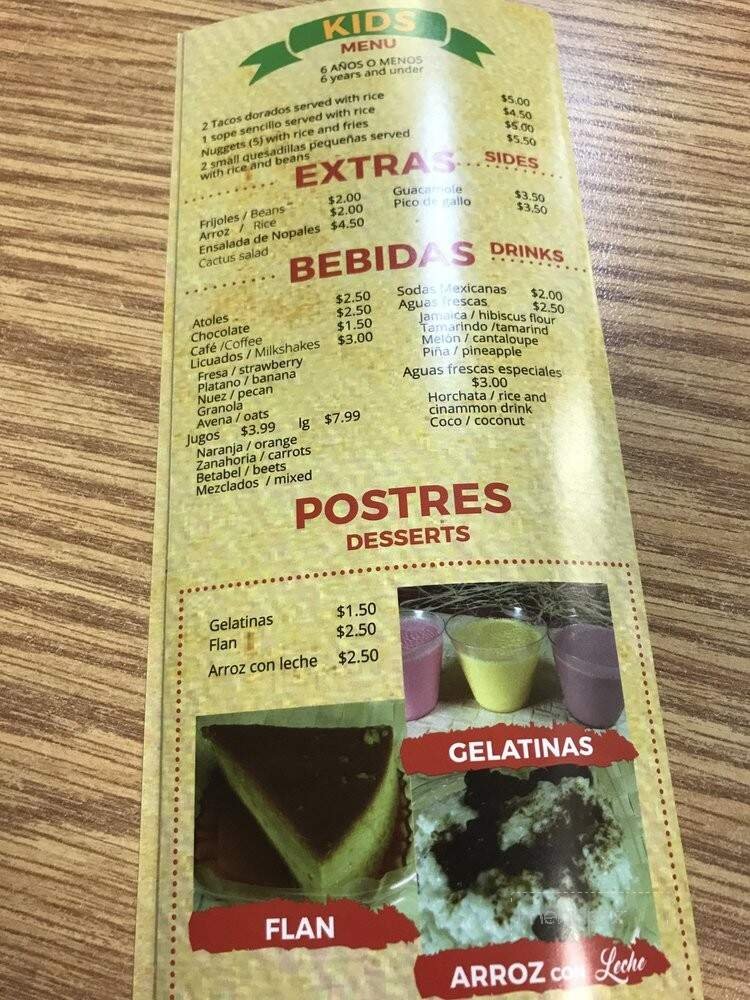 KIDS
MENU
6 AÑOS O MENOS
6 years and under
2 Tacos dorados served with rice $5.00
1 sope sencillo served with rice $4.50
Nuggets (5) with rice and fries $6.00
2 small quesadillas pequeñas served $5.50
with rice and beans
EXTRAS SIDES
Frijoles / Beans $2.00
Arroz / Rice $2.00
Ensalada de Nopales $4.50
Cactus salad
Guacamole $3.50
Pico de gallo $3.50
BEBIDAS DRINKS
Atoles $2.50
Chocolate $2.50
Café /Coffee $1.50
Licuados / Milkshakes $3.00
Fresa / strawberry
Platano / banana
Nuez / pecan
Granola
Avena / oats
Jugos $3.99 lg $7.99
Naranja / orange
Zanahoria / carrots
Betabel / beets
Mezclados / mixed
Sodas Mexicanas $2.00
Aguas frescas $2.50
Jamaica / hibiscus flour
Tamarindo /tamarind
Melón / cantaloupe
Piña / pineapple
Aguas frescas especiales
$3.00
Horchata / rice and
cinammon drink
Coco / coconut
POSTRES
DESSERTS
Gelatinas $1.50
Flan $2.50
Arroz con leche $2.50
GELATINAS
FLAN
ARROZ con Leche